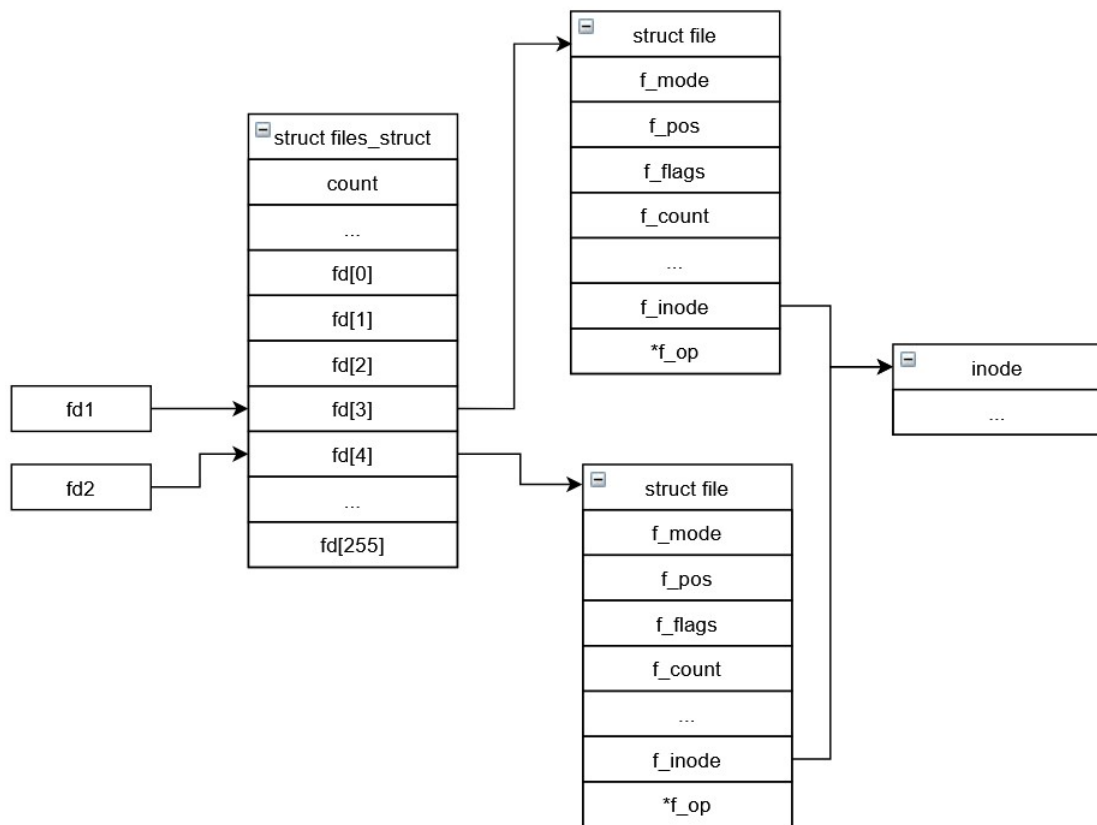 fd1
fd2
struct files_struct
count
...
fd[0]
fd[1]
fd[2]
fd[3]
fd[4]
...
fd[255]
struct file
f_mode
f_pos
f_flags
f_count
...
f_inode
*f_op
struct file
f_mode
f_pos
f_flags
f_count
...
f_inode
*f_op
inode
...